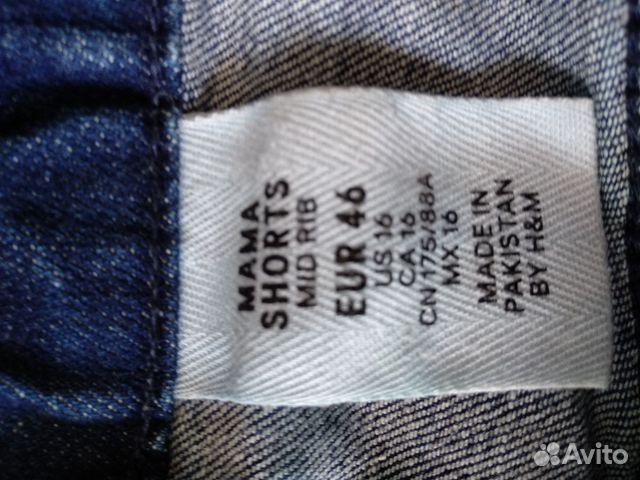 MAMA
SHORTS
MID RIB
EUR 46
US 16
CA 16
CN 175/88A
MX 16
MADE IN
PAKISTAN
BY H&M
Avito